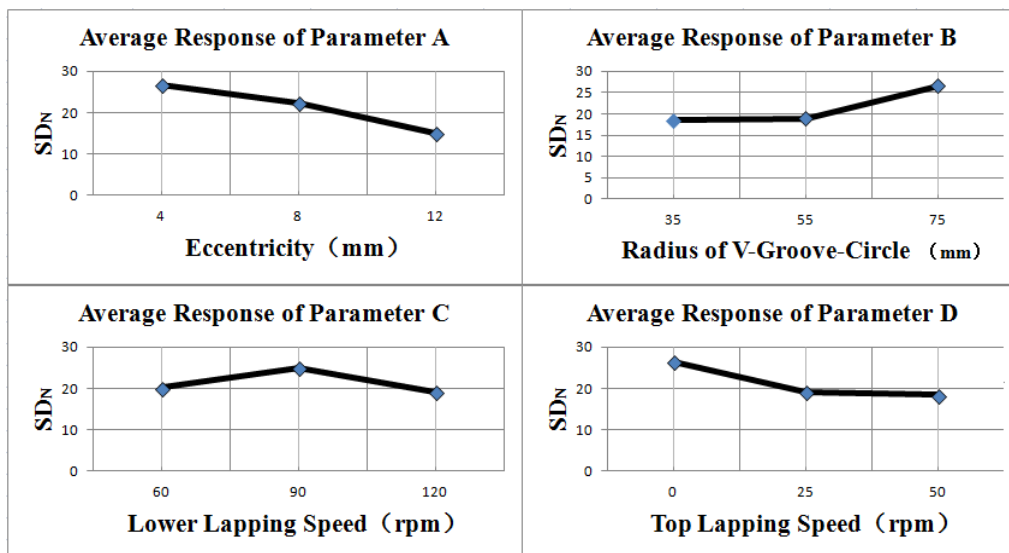 Average Response of Parameter A
30
20
10
0
SDN
4
8
12
Eccentricity（mm）
Average Response of Parameter B
30
25
20
15
10
5
0
SDN
35
55
75
Radius of V-Groove-Circle （mm）
Average Response of Parameter C
30
20
10
0
SDN
60
90
120
Lower Lapping Speed（rpm）
Average Response of Parameter D
30
20
10
0
SDN
0
25
50
Top Lapping Speed（rpm）